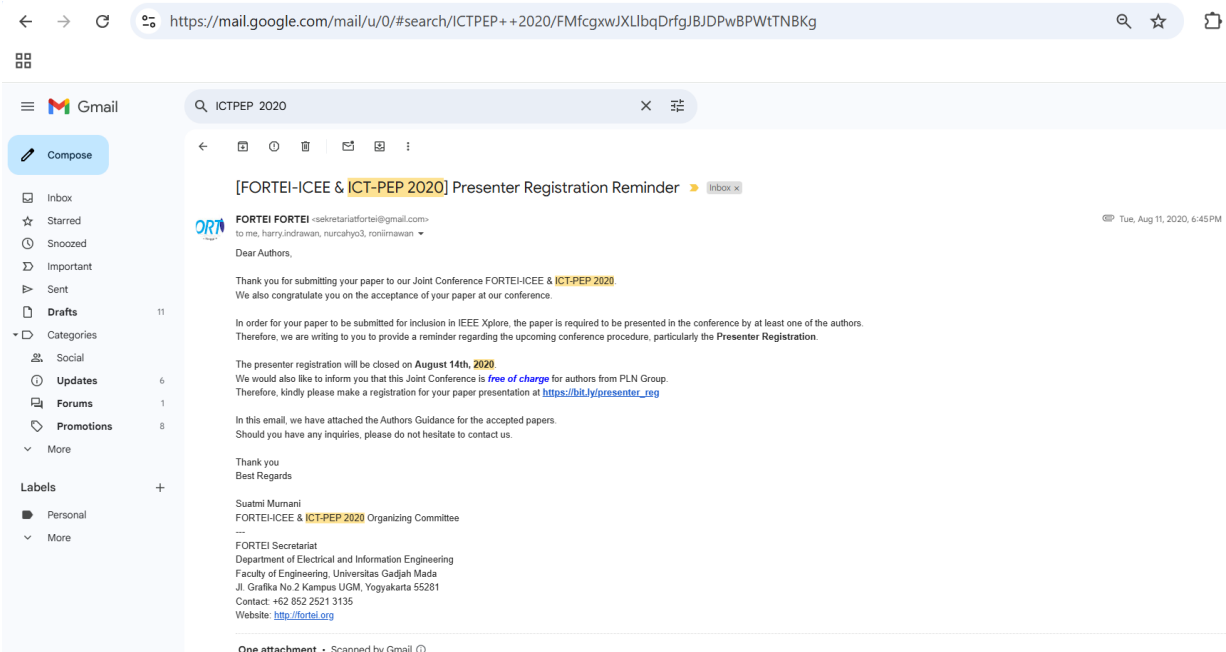 https://mail.google.com/mail/u/0/#search/ICTPEP++2020/FMfcgxwJXLlbqDrfgJBJDPwBPWtTNBKg
Gmail
ICTPEP 2020
Compose
[FORTEI-ICEE & ICT-PEP 2020] Presenter Registration Reminder
Inbox ×
Inbox
Starred
Snoozed
Important
Sent
Drafts 11
Categories
Social
Updates 6
Forums 1
Promotions 8
More
Labels +
Personal
More
ORT
FORTEI FORTEI <sekretariatfortei@gmail.com>
Tue, Aug 11, 2020, 6:45 PM
to me, harry.indrawan, nurcahyo3, roniimawan
Dear Authors,
Thank you for submitting your paper to our Joint Conference FORTEI-ICEE & ICT-PEP 2020.
We also congratulate you on the acceptance of your paper at our conference.
In order for your paper to be submitted for inclusion in IEEE Xplore, the paper is required to be presented in the conference by at least one of the authors.
Therefore, we are writing to you to provide a reminder regarding the upcoming conference procedure, particularly the Presenter Registration.
The presenter registration will be closed on August 14th, 2020.
We would also like to inform you that this Joint Conference is free of charge for authors from PLN Group.
Therefore, kindly please make a registration for your paper presentation at https://bit.ly/presenter_reg
In this email, we have attached the Authors Guidance for the accepted papers.
Should you have any inquiries, please do not hesitate to contact us.
Thank you
Best Regards
Suatmi Murnani
FORTEI-ICEE & ICT-PEP 2020 Organizing Committee
---
FORTEI Secretariat
Department of Electrical and Information Engineering
Faculty of Engineering, Universitas Gadjah Mada
Jl. Grafika No.2 Kampus UGM, Yogyakarta 55281
Contact: +62 852 2521 3135
Website: http://fortei.org
One attachment • Scanned by Gmail